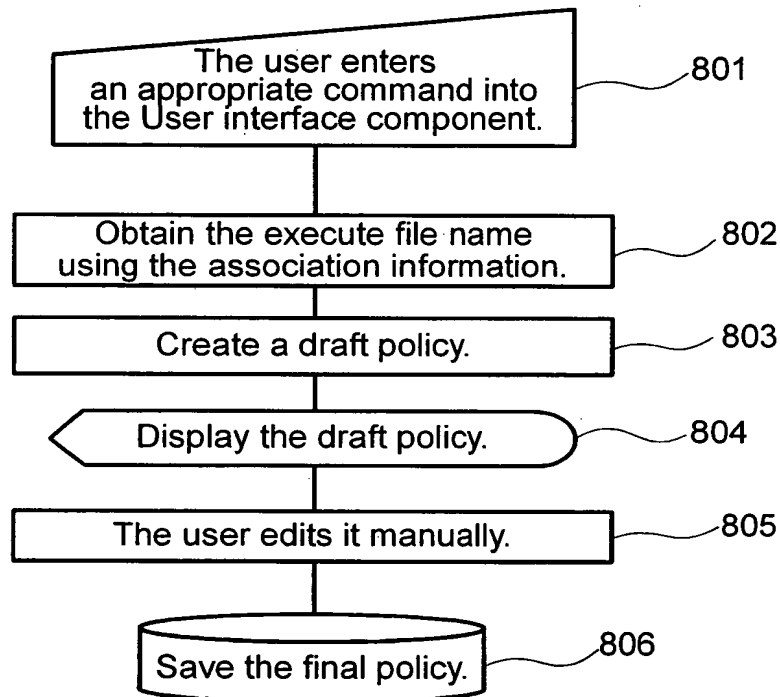 The user enters
an appropriate command into
the User interface component.
801
Obtain the execute file name
using the association information.
802
Create a draft policy.
803
Display the draft policy.
804
The user edits it manually.
805
Save the final policy.
806